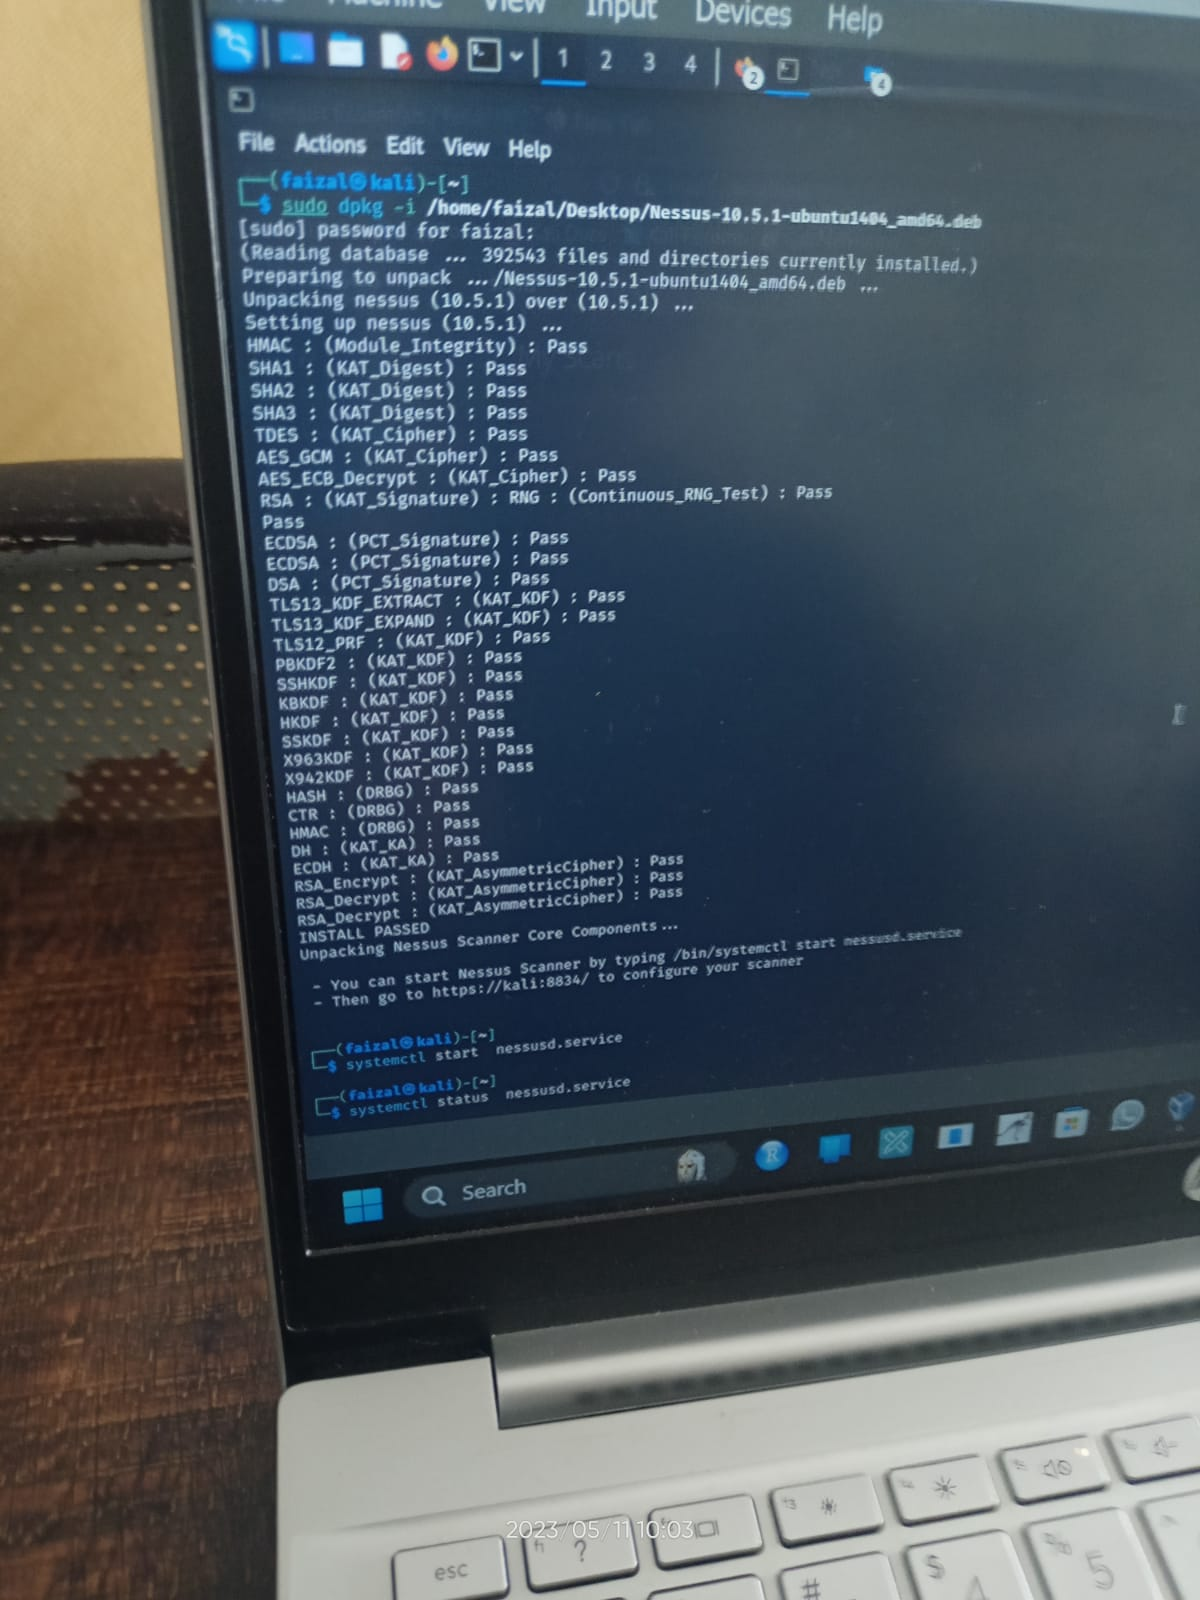 Machine View Input Devices Help
1 2 3 4 2 4
File Actions Edit View Help
(faizal㉿kali)-[~]
$ sudo dpkg -i /home/faizal/Desktop/Nessus-10.5.1-ubuntu1404_amd64.deb
[sudo] password for faizal:
(Reading database ... 392543 files and directories currently installed.)
Preparing to unpack .../Nessus-10.5.1-ubuntu1404_amd64.deb ...
Unpacking nessus (10.5.1) over (10.5.1) ...
Setting up nessus (10.5.1) ...
HMAC : (Module_Integrity) : Pass
SHA1 : (KAT_Digest) : Pass
SHA2 : (KAT_Digest) : Pass
SHA3 : (KAT_Digest) : Pass
TDES : (KAT_Cipher) : Pass
AES_GCM : (KAT_Cipher) : Pass
AES_ECB_Decrypt : (KAT_Cipher) : Pass
RSA : (KAT_Signature) : RNG : (Continuous_RNG_Test) : Pass
Pass
ECDSA : (PCT_Signature) : Pass
ECDSA : (PCT_Signature) : Pass
DSA : (PCT_Signature) : Pass
TLS13_KDF_EXTRACT : (KAT_KDF) : Pass
TLS13_KDF_EXPAND : (KAT_KDF) : Pass
TLS12_PRF : (KAT_KDF) : Pass
PBKDF2 : (KAT_KDF) : Pass
SSHKDF : (KAT_KDF) : Pass
KBKDF : (KAT_KDF) : Pass
HKDF : (KAT_KDF) : Pass
SSKDF : (KAT_KDF) : Pass
X963KDF : (KAT_KDF) : Pass
X942KDF : (KAT_KDF) : Pass
HASH : (DRBG) : Pass
CTR : (DRBG) : Pass
HMAC : (DRBG) : Pass
DH : (KAT_KA) : Pass
ECDH : (KAT_KA) : Pass
RSA_Encrypt : (KAT_AsymmetricCipher) : Pass
RSA_Decrypt : (KAT_AsymmetricCipher) : Pass
RSA_Decrypt : (KAT_AsymmetricCipher) : Pass
INSTALL PASSED
Unpacking Nessus Scanner Core Components...
- You can start Nessus Scanner by typing /bin/systemctl start nessusd.service
- Then go to https://kali:8834/ to configure your scanner
(faizal㉿kali)-[~]
$ systemctl start nessusd.service
(faizal㉿kali)-[~]
$ systemctl status nessusd.service
Search
R
2023/05/11 10:03
esc
f1 ?
# $ 4 % 5